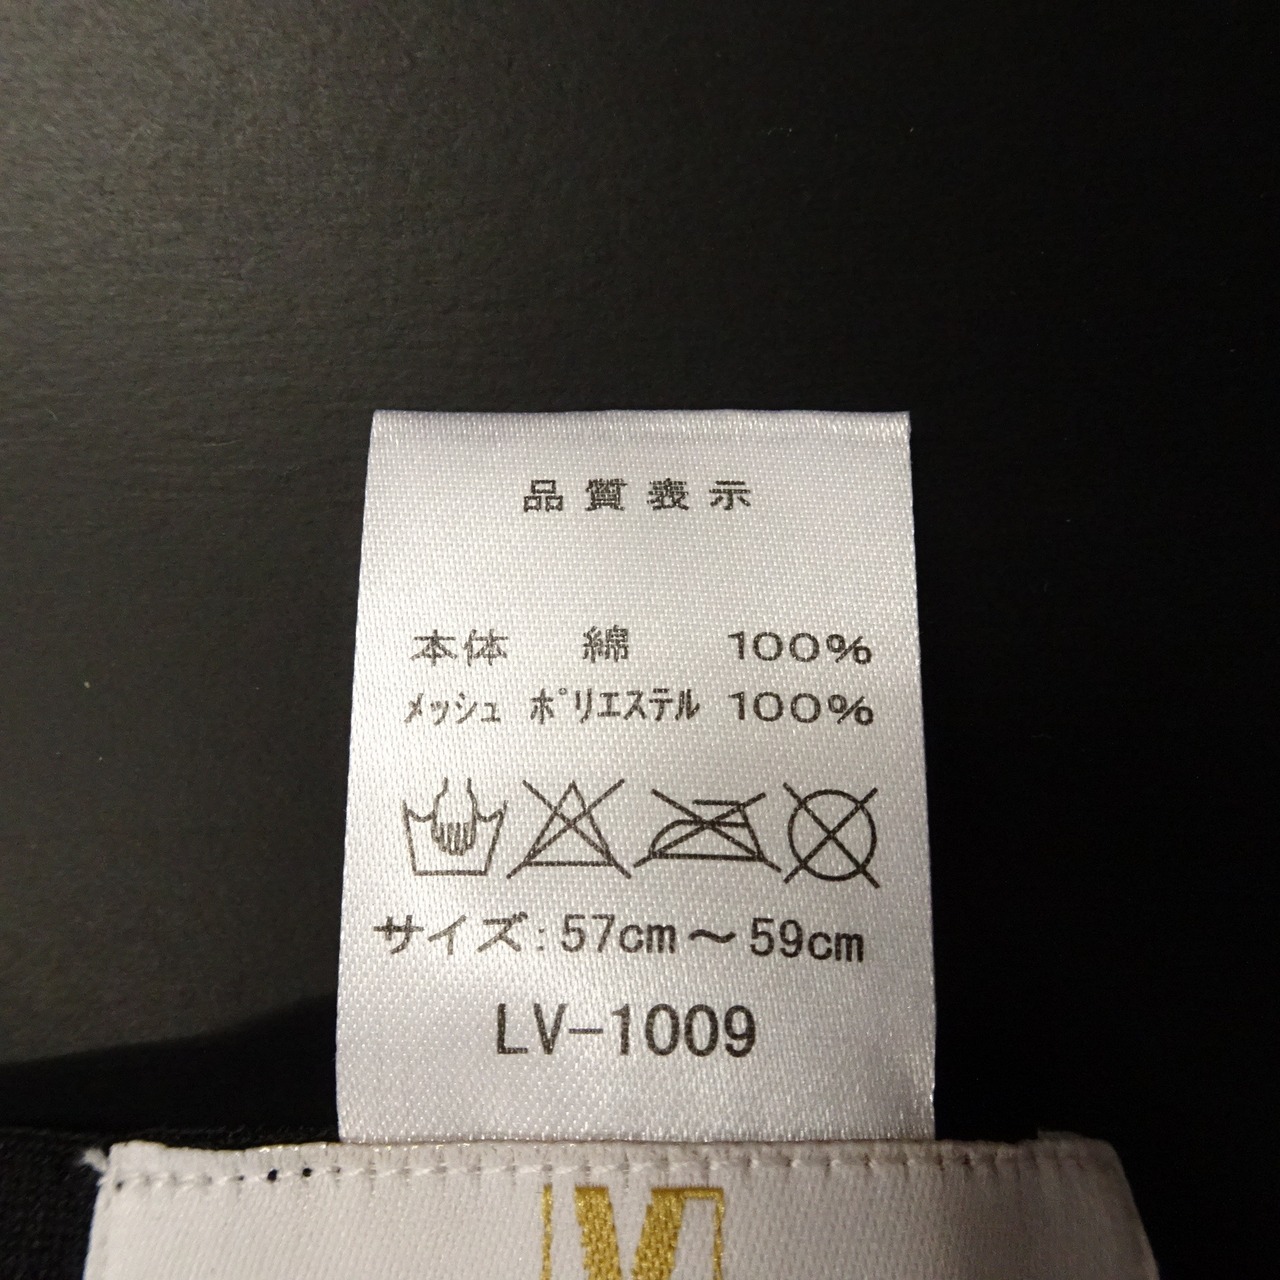 品質表示
本体 綿 100%
メッシュ ポリエステル 100%
サイズ:57cm～59cm
LV-1009